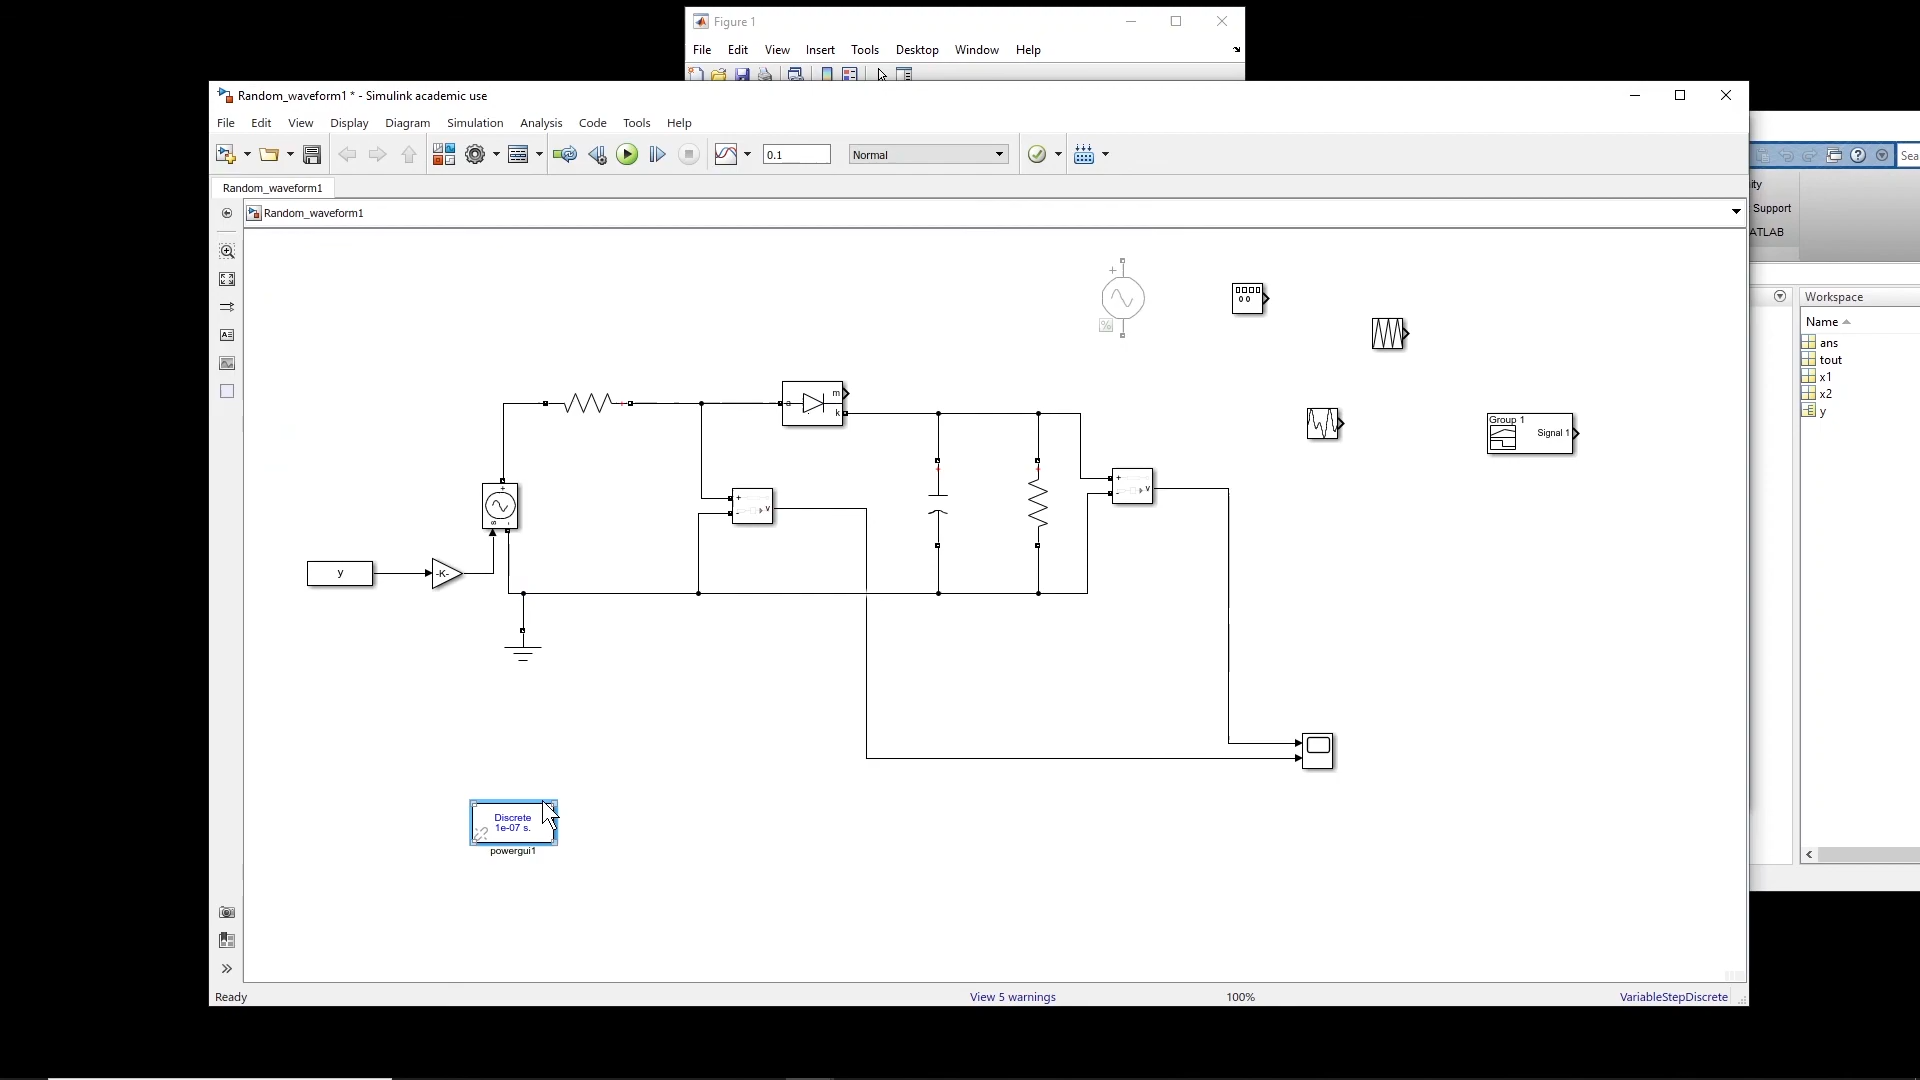 Figure 1
File Edit View Insert Tools Desktop Window Help
Random_waveform1 * - Simulink academic use
File Edit View Display Diagram Simulation Analysis Code Tools Help
0.1
Normal
Random_waveform1
Random_waveform1
Sea
ity
Support
ATLAB
Workspace
Name
ans
tout
x1
x2
y
+
%
m
a
k
Group 1
Signal 1
+
v
-
+
v
-
+
s -
y
-K-
Discrete
1e-07 s.
powergui1
Ready
View 5 warnings
100%
VariableStepDiscrete